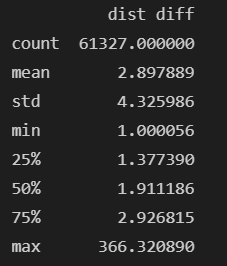 dist diff
count 61327.000000
mean 2.897889
std 4.325986
min 1.000056
25% 1.377390
50% 1.911186
75% 2.926815
max 366.320890